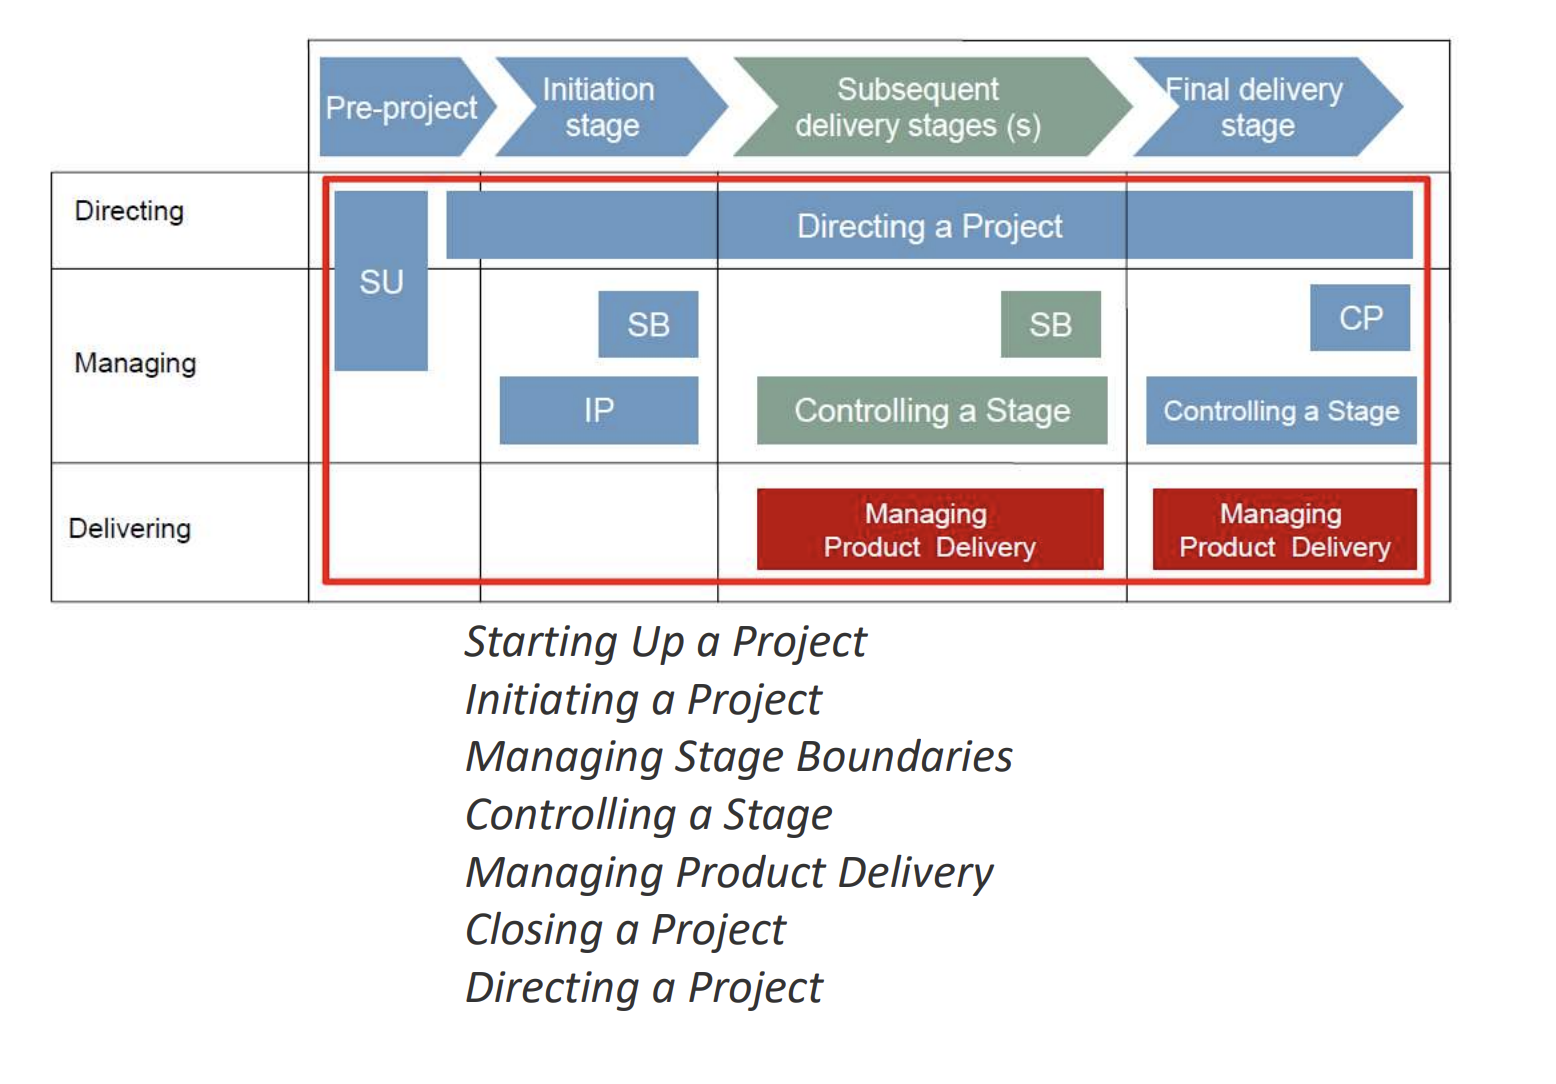 Pre-project
Initiation
stage
Subsequent
delivery stages (s)
Final delivery
stage
Directing
SU
Directing a Project
Managing
SB
SB
CP
IP
Controlling a Stage
Controlling a Stage
Delivering
Managing
Product Delivery
Managing
Product Delivery
Starting Up a Project
Initiating a Project
Managing Stage Boundaries
Controlling a Stage
Managing Product Delivery
Closing a Project
Directing a Project